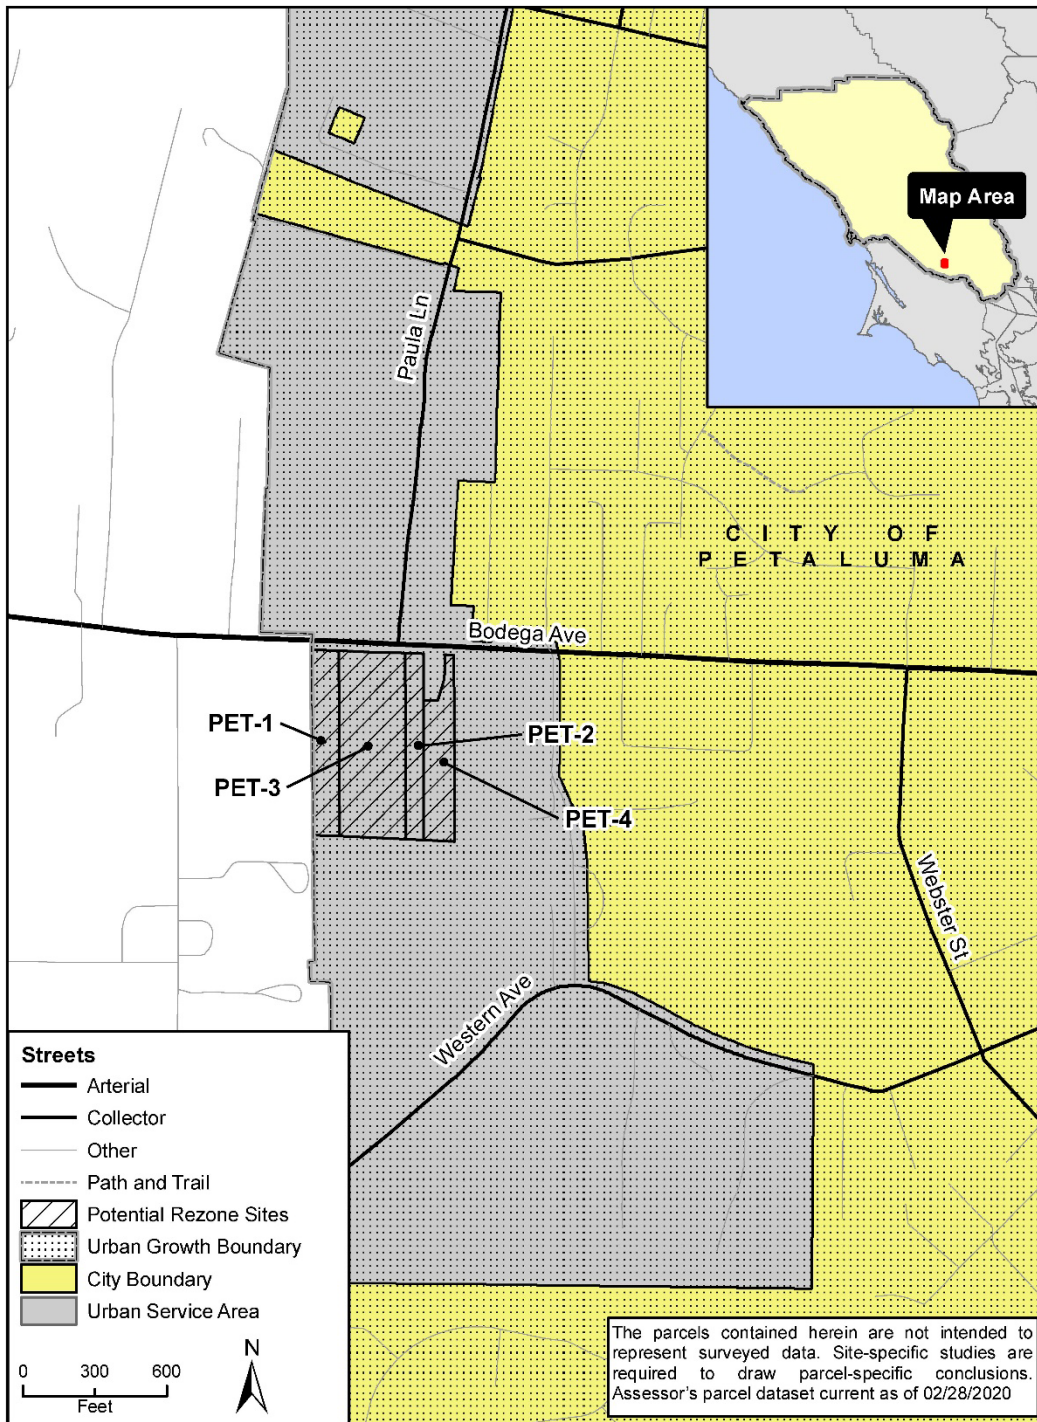 Map Area
Paula Ln
CITY OF
PETALUMA
Bodega Ave
PET-1
PET-2
PET-3
PET-4
Webster St
Western Ave
Streets
Arterial
Collector
Other
Path and Trail
Potential Rezone Sites
Urban Growth Boundary
City Boundary
Urban Service Area
N
0 300 600
Feet
The parcels contained herein are not intended to
represent surveyed data. Site-specific studies are
required to draw parcel-specific conclusions.
Assessor's parcel dataset current as of 02/28/2020